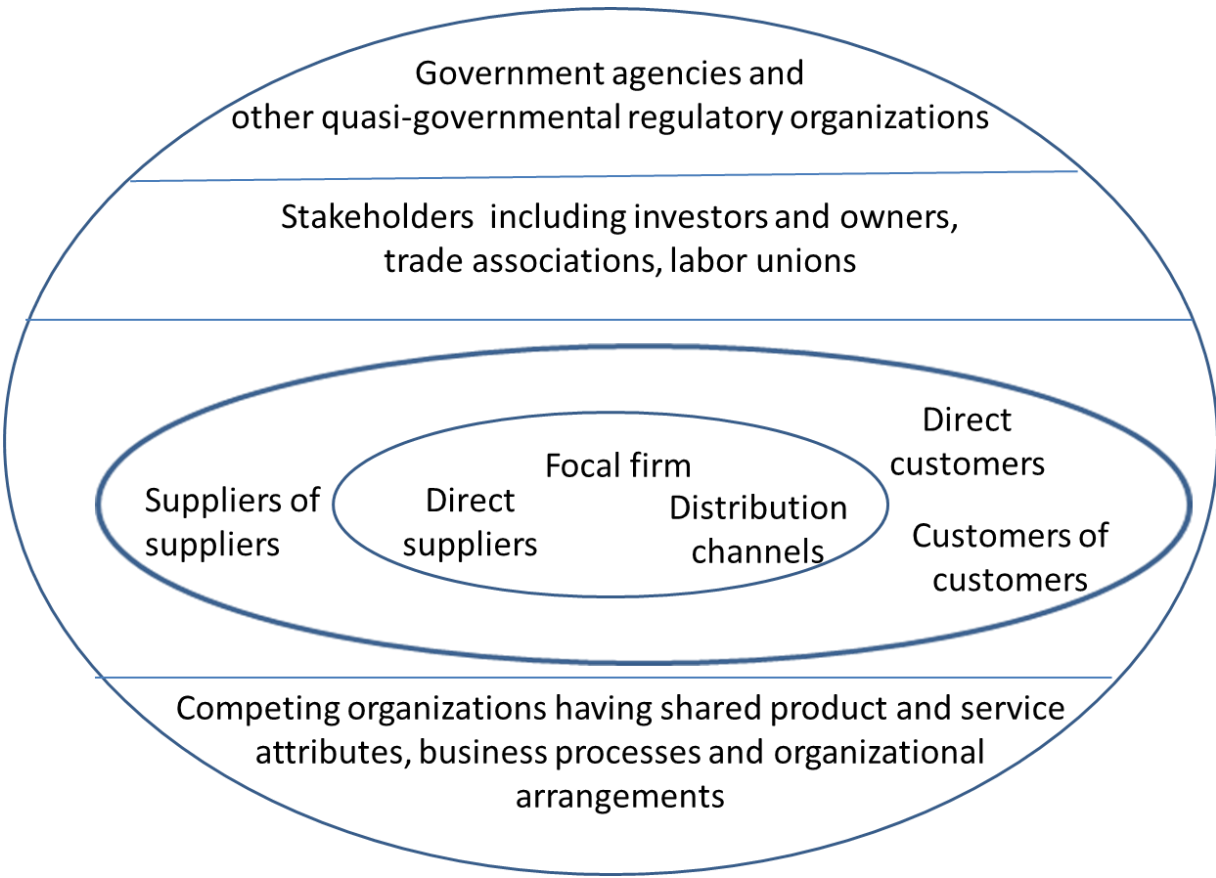 Government agencies and
other quasi-governmental regulatory organizations
Stakeholders including investors and owners,
trade associations, labor unions
Focal firm
Suppliers of
suppliers
Direct
suppliers
Distribution
channels
Direct
customers
Customers of
customers
Competing organizations having shared product and service
attributes, business processes and organizational
arrangements